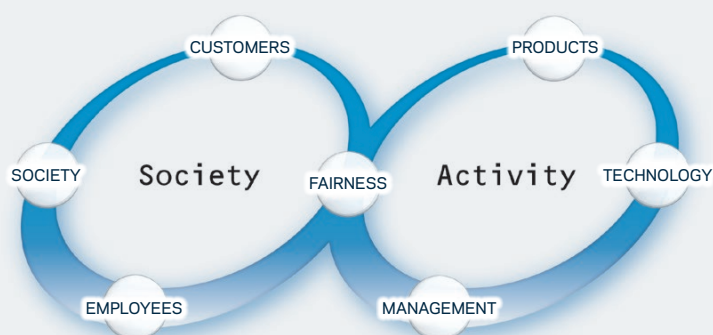 CUSTOMERS
PRODUCTS
SOCIETY
Society
FAIRNESS
Activity
TECHNOLOGY
EMPLOYEES
MANAGEMENT